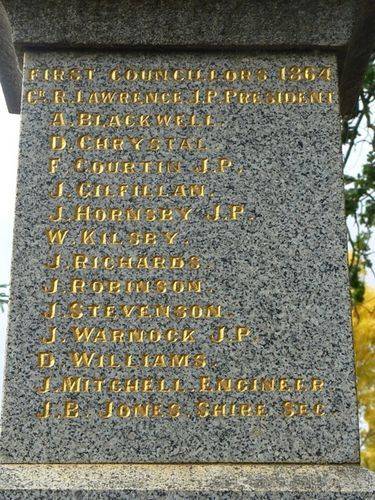 FIRST COUNCILLORS 1864
CR R. LAWRENCE. J.P. PRESIDENT
A. BLACKWELL
D. CHRYSTAL
F. COURTIN J.P.
J. GILFILLAN.
J. HORNSBY J.P.
W. KILSBY.
J. RICHARDS
J. ROBINSON.
J. STEVENSON.
J. WARNOCK J.P.
D. WILLIAMS
J. MITCHELL. ENGINEER
J. B. JONES. SHIRE SEC